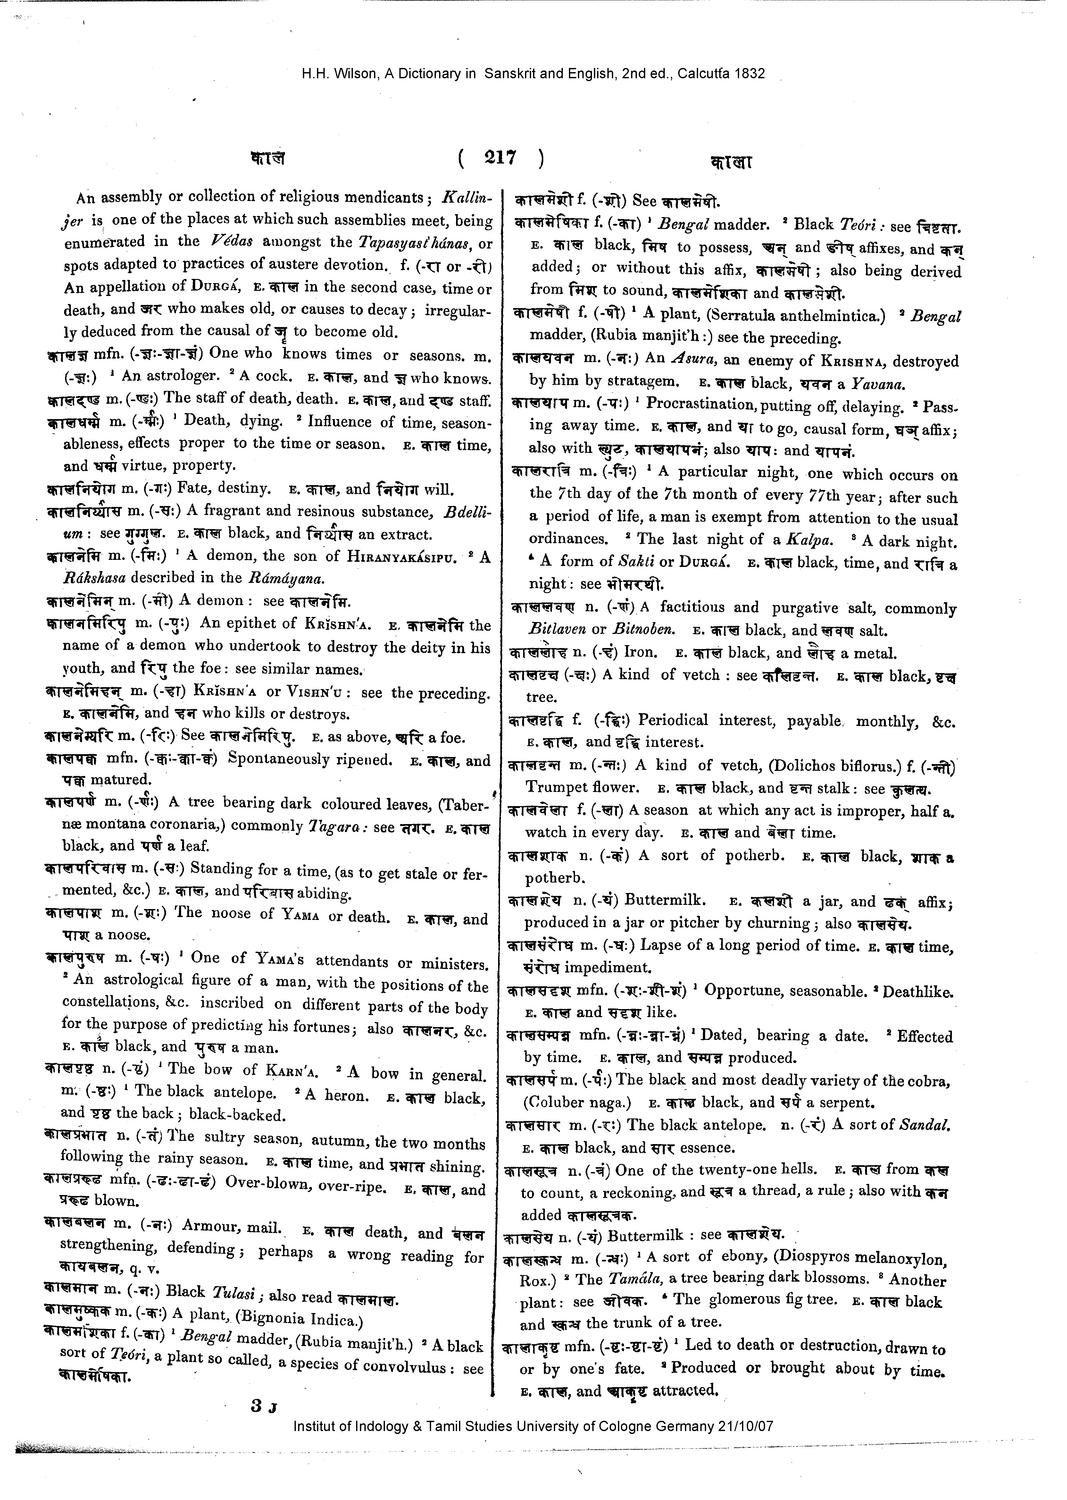 H.H. Wilson, A Dictionary in Sanskrit and English, 2nd ed., Calcutta 1832
काल ( 217 ) काला
An assembly or collection of religious mendicants; Kallin-
jer is one of the places at which such assemblies meet, being
enumerated in the Védas amongst the Tapasyast'hánas, or
spots adapted to practices of austere devotion. f. (-रा or -री)
An appellation of DURGÁ, E. काल in the second case, time or
death, and जर who makes old, or causes to decay; irregular-
ly deduced from the causal of जॄ to become old.
कालज्ञ mfn. (-ज्ञः-ज्ञा-ज्ञं) One who knows times or seasons. m.
(-ज्ञः) ¹ An astrologer. ² A cock. E. काल, and ज्ञ who knows.
कालदण्ड m. (-ण्डः) The staff of death, death. E. काल, and दण्ड staff.
कालधर्म्म m. (-र्म्मः) ¹ Death, dying. ² Influence of time, season-
ableness, effects proper to the time or season. E. काल time,
and धर्म्म virtue, property.
कालनियोग m. (-गः) Fate, destiny. E. काल, and नियोग will.
कालनिर्य्यास m. (-सः) A fragrant and resinous substance, Bdelli-
um: see गुग्गुल. E. काल black, and निर्य्यास an extract.
कालनेमि m. (-मिः) ¹ A demon, the son of HIRANYAKÁSIPU. ² A
Rákshasa described in the Rámáyana.
कालनेमिन् m. (-मी) A demon: see कालनेमि.
कालनेमिरिपु m. (-पुः) An epithet of KRĬSHN'A. E. कालनेमि the
name of a demon who undertook to destroy the deity in his
youth, and रिपु the foe: see similar names.
कालनेमिहन् m. (-हा) KRĬSHN'A or VISHN'U: see the preceding.
E. कालनेमि, and हन who kills or destroys.
कालनेम्यरि m. (-रिः) See कालनेमिरिपु. E. as above, अरि a foe.
कालपक्क mfn. (-क्कः-क्का-क्कं) Spontaneously ripened. E. काल, and
पक्क matured.
कालपर्ण m. (-र्णः) A tree bearing dark coloured leaves, (Taber-
næ montana coronaria,) commonly Tagara: see तगर. E. काल
black, and पर्ण a leaf.
कालपरिवास m. (-सः) Standing for a time, (as to get stale or fer-
mented, &c.) E. काल, and परिवास abiding.
कालपाश m. (-शः) The noose of YAMA or death. E. काल, and
पाश a noose.
कालपुरुष m. (-षः) ¹ One of YAMA's attendants or ministers.
² An astrological figure of a man, with the positions of the
constellations, &c. inscribed on different parts of the body
for the purpose of predicting his fortunes; also कालनर, &c.
E. काल black, and पुरुष a man.
कालपृष्ठ n. (-ष्ठं) ¹ The bow of KARN'A. ² A bow in general.
m. (-ष्ठः) ¹ The black antelope. ² A heron. E. काल black,
and पृष्ठ the back; black-backed.
कालप्रभात n. (-तं) The sultry season, autumn, the two months
following the rainy season. E. काल time, and प्रभात shining.
कालप्ररूढ mfn. (-ढः-ढा-ढं) Over-blown, over-ripe. E. काल, and
प्ररूढ blown.
कालबलन m. (-नः) Armour, mail. E. काल death, and बलन
strengthening, defending; perhaps a wrong reading for
कायबलन, q. v.
कालमान m. (-नः) Black Tulasi; also read कालमाल.
कालमुष्कक m. (-कः) A plant, (Bignonia Indica.)
कालमेशिका f. (-का) ¹ Bengal madder, (Rubia manjit'h.) ² A black
sort of Teóri, a plant so called, a species of convolvulus: see
कालमेषिका.
3 J
कालमेशी f. (-शी) See कालमेषी.
कालमेषिका f. (-का) ¹ Bengal madder. ² Black Teóri: see त्रिवृता.
E. काल black, मिष to possess, अन् and ङीष् affixes, and कन्
added; or without this affix, कालमेषी; also being derived
from मिश to sound, कालमेशिका and कालमेशी.
कालमेषी f. (-षी) ¹ A plant, (Serratula anthelmintica.) ² Bengal
madder, (Rubia manjit'h:) see the preceding.
कालयवन m. (-नः) An Asura, an enemy of KRISHNA, destroyed
by him by stratagem. E. काल black, यवन a Yavana.
कालयाप m. (-पः) ¹ Procrastination, putting off, delaying. ² Pass-
ing away time. E. काल, and या to go, causal form, घञ् affix;
also with ल्युट, कालयापनं; also यापः and यापनं.
कालरात्रि m. (-त्रिः) ¹ A particular night, one which occurs on
the 7th day of the 7th month of every 77th year; after such
a period of life, a man is exempt from attention to the usual
ordinances. ² The last night of a Kalpa. ³ A dark night.
⁴ A form of Sakti or DURGÁ. E. काल black, time, and रात्रि a
night: see भीमरथी.
काललवण n. (-णं) A factitious and purgative salt, commonly
Bitlaven or Bitnoben. E. काल black, and लवण salt.
काललोह n. (-हं) Iron. E. काल black, and लोह a metal.
कालवृक्ष (-क्षः) A kind of vetch: see कालवृन्त. E. काल black, वृक्ष
tree.
कालवृद्धि f. (-द्धिः) Periodical interest, payable monthly, &c.
E. काल, and वृद्धि interest.
कालवृन्त m. (-न्तः) A kind of vetch, (Dolichos biflorus.) f. (-न्ती)
Trumpet flower. E. काल black, and वृन्त stalk: see कुलत्थ.
कालवेला f. (-ला) A season at which any act is improper, half a
watch in every day. E. काल and बेला time.
कालशाक n. (-कं) A sort of potherb. E. काल black, शाक a
potherb.
कालशेय n. (-यं) Buttermilk. E. कलशी a jar, and ढक् affix;
produced in a jar or pitcher by churning; also कालसेय.
कालसंरोध m. (-धः) Lapse of a long period of time. E. काल time,
संरोध impediment.
कालसदृश mfn. (-शः-शी-शं) ¹ Opportune, seasonable. ² Deathlike.
E. काल and सदृश like.
कालसम्पन्न mfn. (-न्नः-न्ना-न्नं) ¹ Dated, bearing a date. ² Effected
by time. E. काल, and सम्पन्न produced.
कालसर्प m. (-र्पः) The black and most deadly variety of the cobra,
(Coluber naga.) E. काल black, and सर्प a serpent.
कालसार m. (-रः) The black antelope. n. (-रं) A sort of Sandal.
E. काल black, and सार essence.
कालसूत्र n. (-त्रं) One of the twenty-one hells. E. काल from कल
to count, a reckoning, and सूत्र a thread, a rule; also with कन
added कालसूत्रक.
कालसेय n. (-यं) Buttermilk: see कालशेय.
कालस्कन्ध m. (-न्धः) ¹ A sort of ebony, (Diospyros melanoxylon,
Rox.) ² The Tamála, a tree bearing dark blossoms. ³ Another
plant: see जीवक. ⁴ The glomerous fig tree. E. काल black
and स्कन्ध the trunk of a tree.
कालाकृष्ट mfn. (-ष्टः-ष्टा-ष्टं) ¹ Led to death or destruction, drawn to
or by one's fate. ² Produced or brought about by time.
E. काल, and आकृष्ट attracted.
Institut of Indology & Tamil Studies University of Cologne Germany 21/10/07